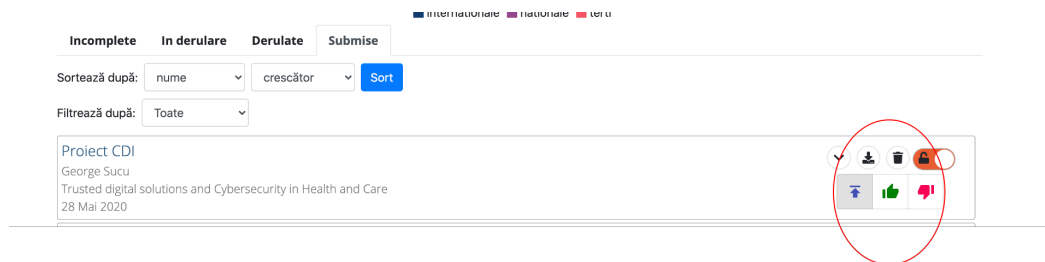 internationale nationale terti
Incomplete In derulare Derulate Submise
Sortează după: nume crescător Sort
Filtrează după: Toate
Proiect CDI
George Sucu
Trusted digital solutions and Cybersecurity in Health and Care
28 Mai 2020